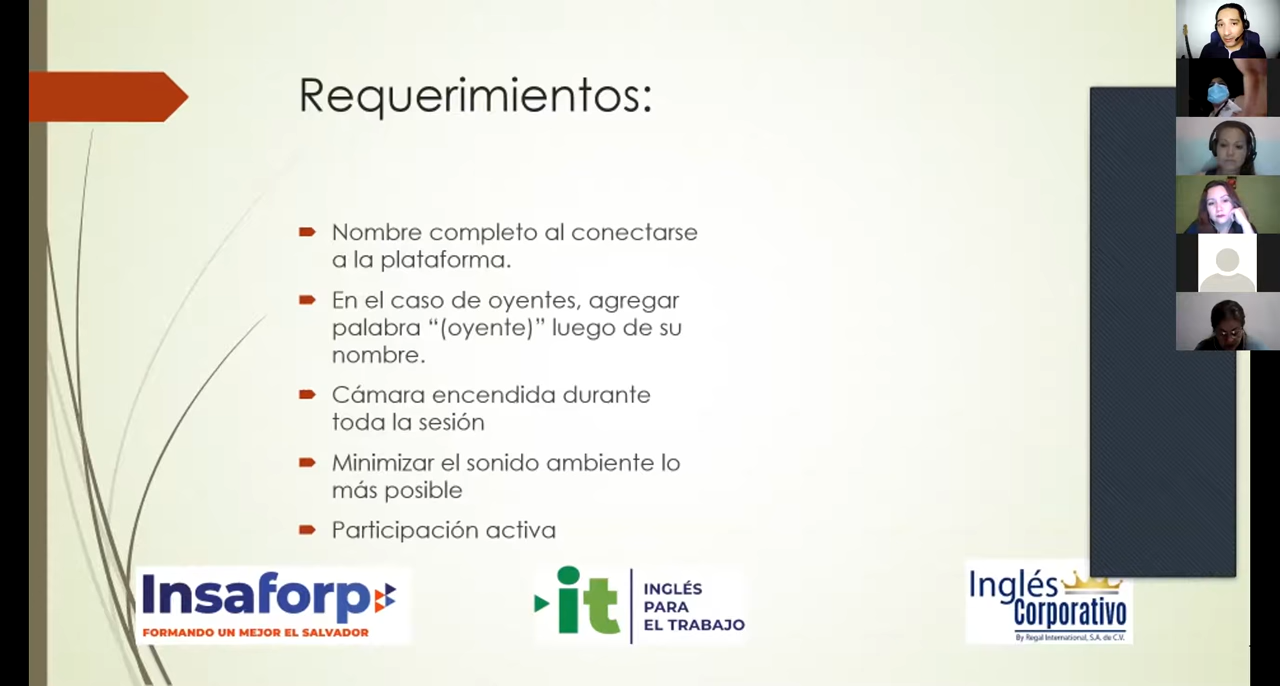 Requerimientos:
Nombre completo al conectarse
a la plataforma.
En el caso de oyentes, agregar
palabra “(oyente)” luego de su
nombre.
Cámara encendida durante
toda la sesión
Minimizar el sonido ambiente lo
más posible
Participación activa
Insaforp
FORMANDO UN MEJOR EL SALVADOR
it
INGLÉS
PARA
EL TRABAJO
Inglés
Corporativo
By Regal International, S.A. de C.V.